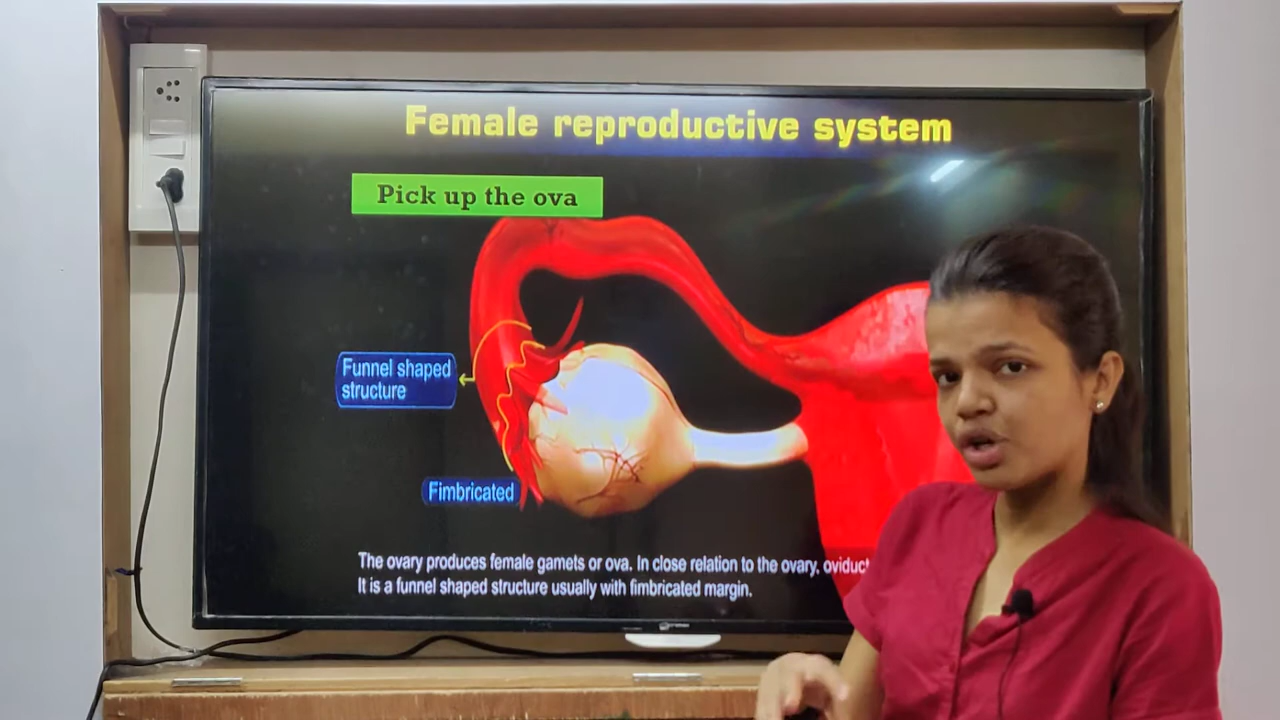 Female reproductive system
Pick up the ova
Funnel shaped
structure
Fimbricated
The ovary produces female gamets or ova. In close relation to the ovary, oviduct
It is a funnel shaped structure usually with fimbricated margin.